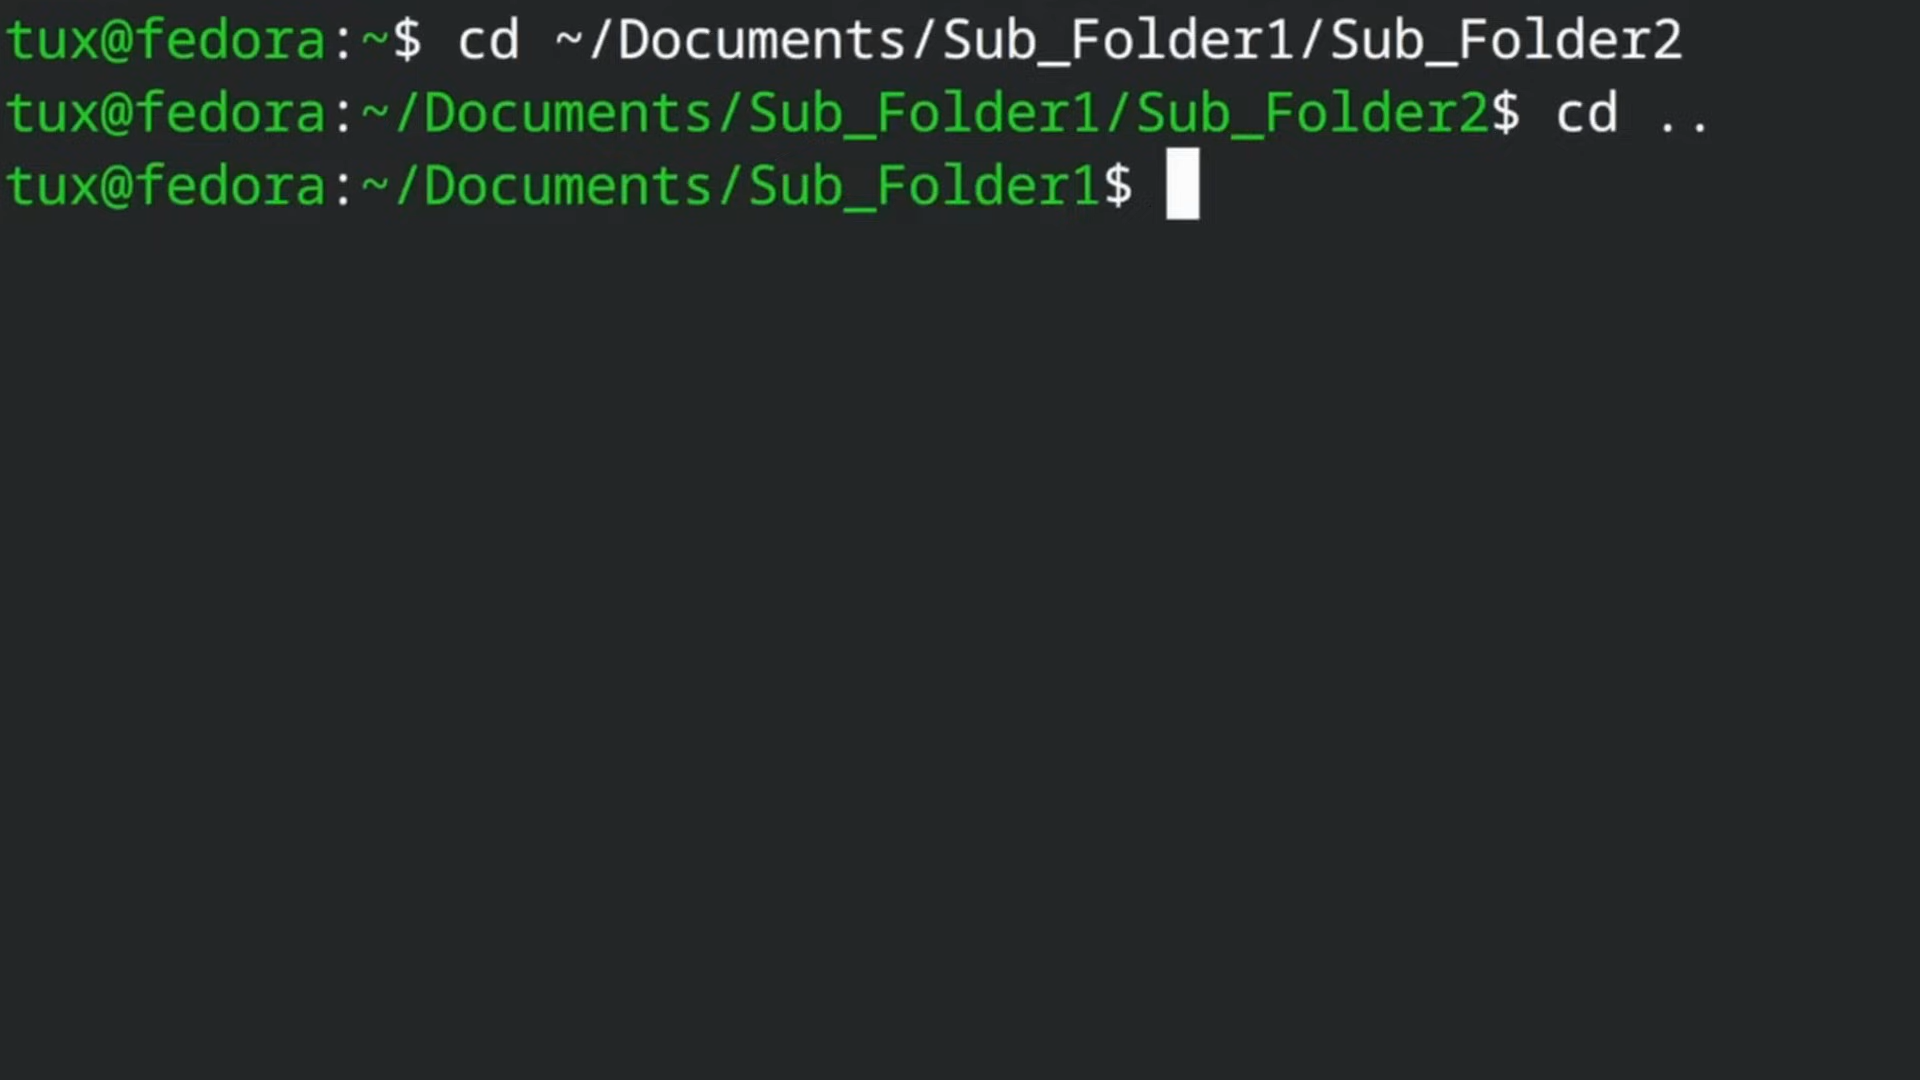 tux@fedora:~$ cd ~/Documents/Sub_Folder1/Sub_Folder2
tux@fedora:~/Documents/Sub_Folder1/Sub_Folder2$ cd ..
tux@fedora:~/Documents/Sub_Folder1$